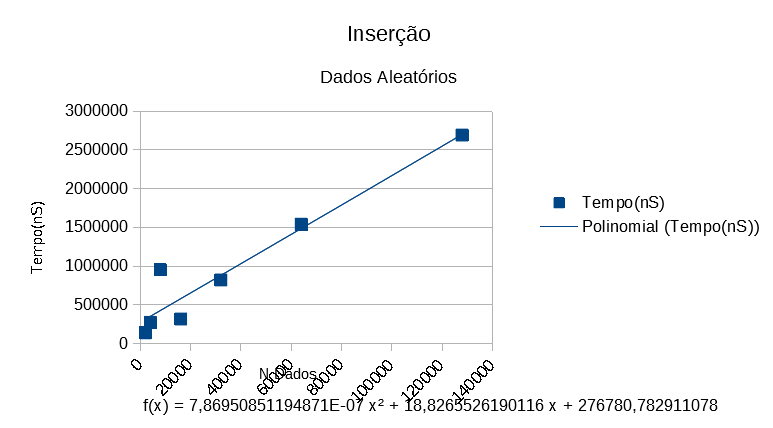 Inserção
Dados Aleatórios
3000000
2500000
2000000
1500000
1000000
500000
0
Tempo(nS)
0
20000
40000
60000
80000
100000
120000
140000
N Dados
Tempo(nS)
Polinomial (Tempo(nS))
f(x) = 7,86950851194871E-07 x² + 18,8265526190116 x + 276780,782911078